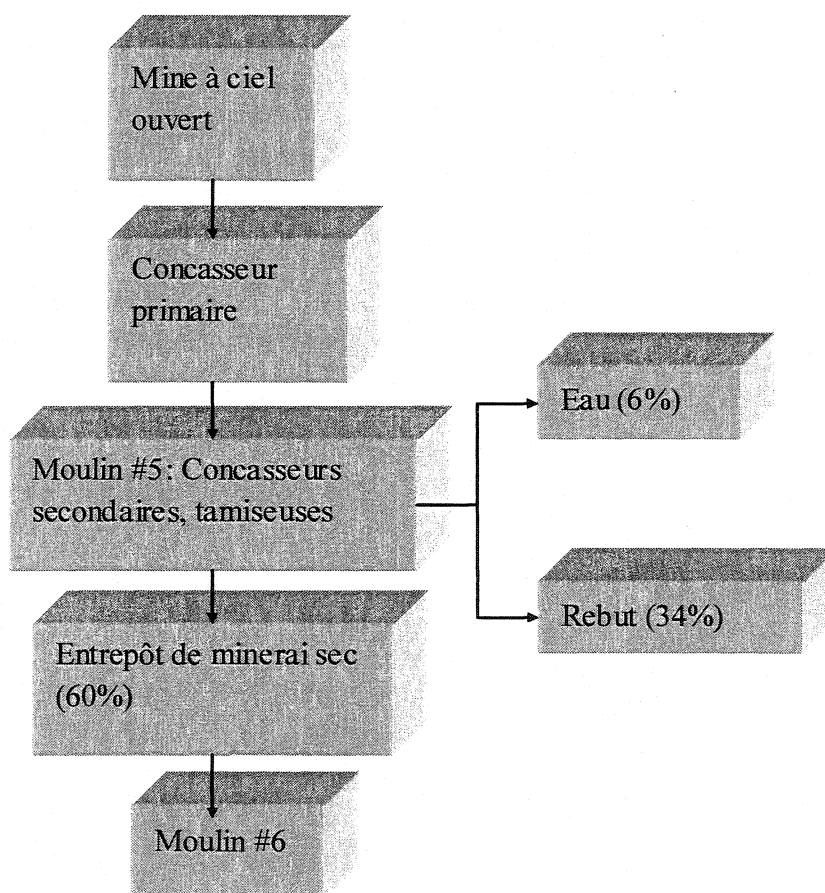 Mine à ciel
ouvert
Concasseur
primaire
Moulin #5: Concasseurs
secondaires, tamiseuses
Eau (6%)
Rebut (34%)
Entrepôt de minerai sec
(60%)
Moulin #6